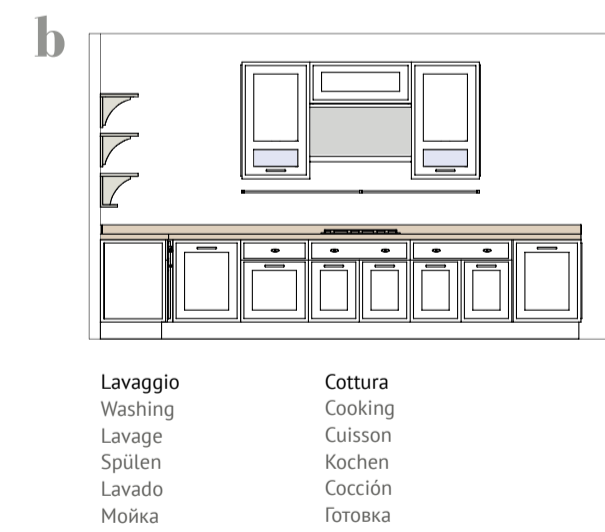 b
Lavaggio
Washing
Lavage
Spülen
Lavado
Мойка
Cottura
Cooking
Cuisson
Kochen
Cocción
Готовка